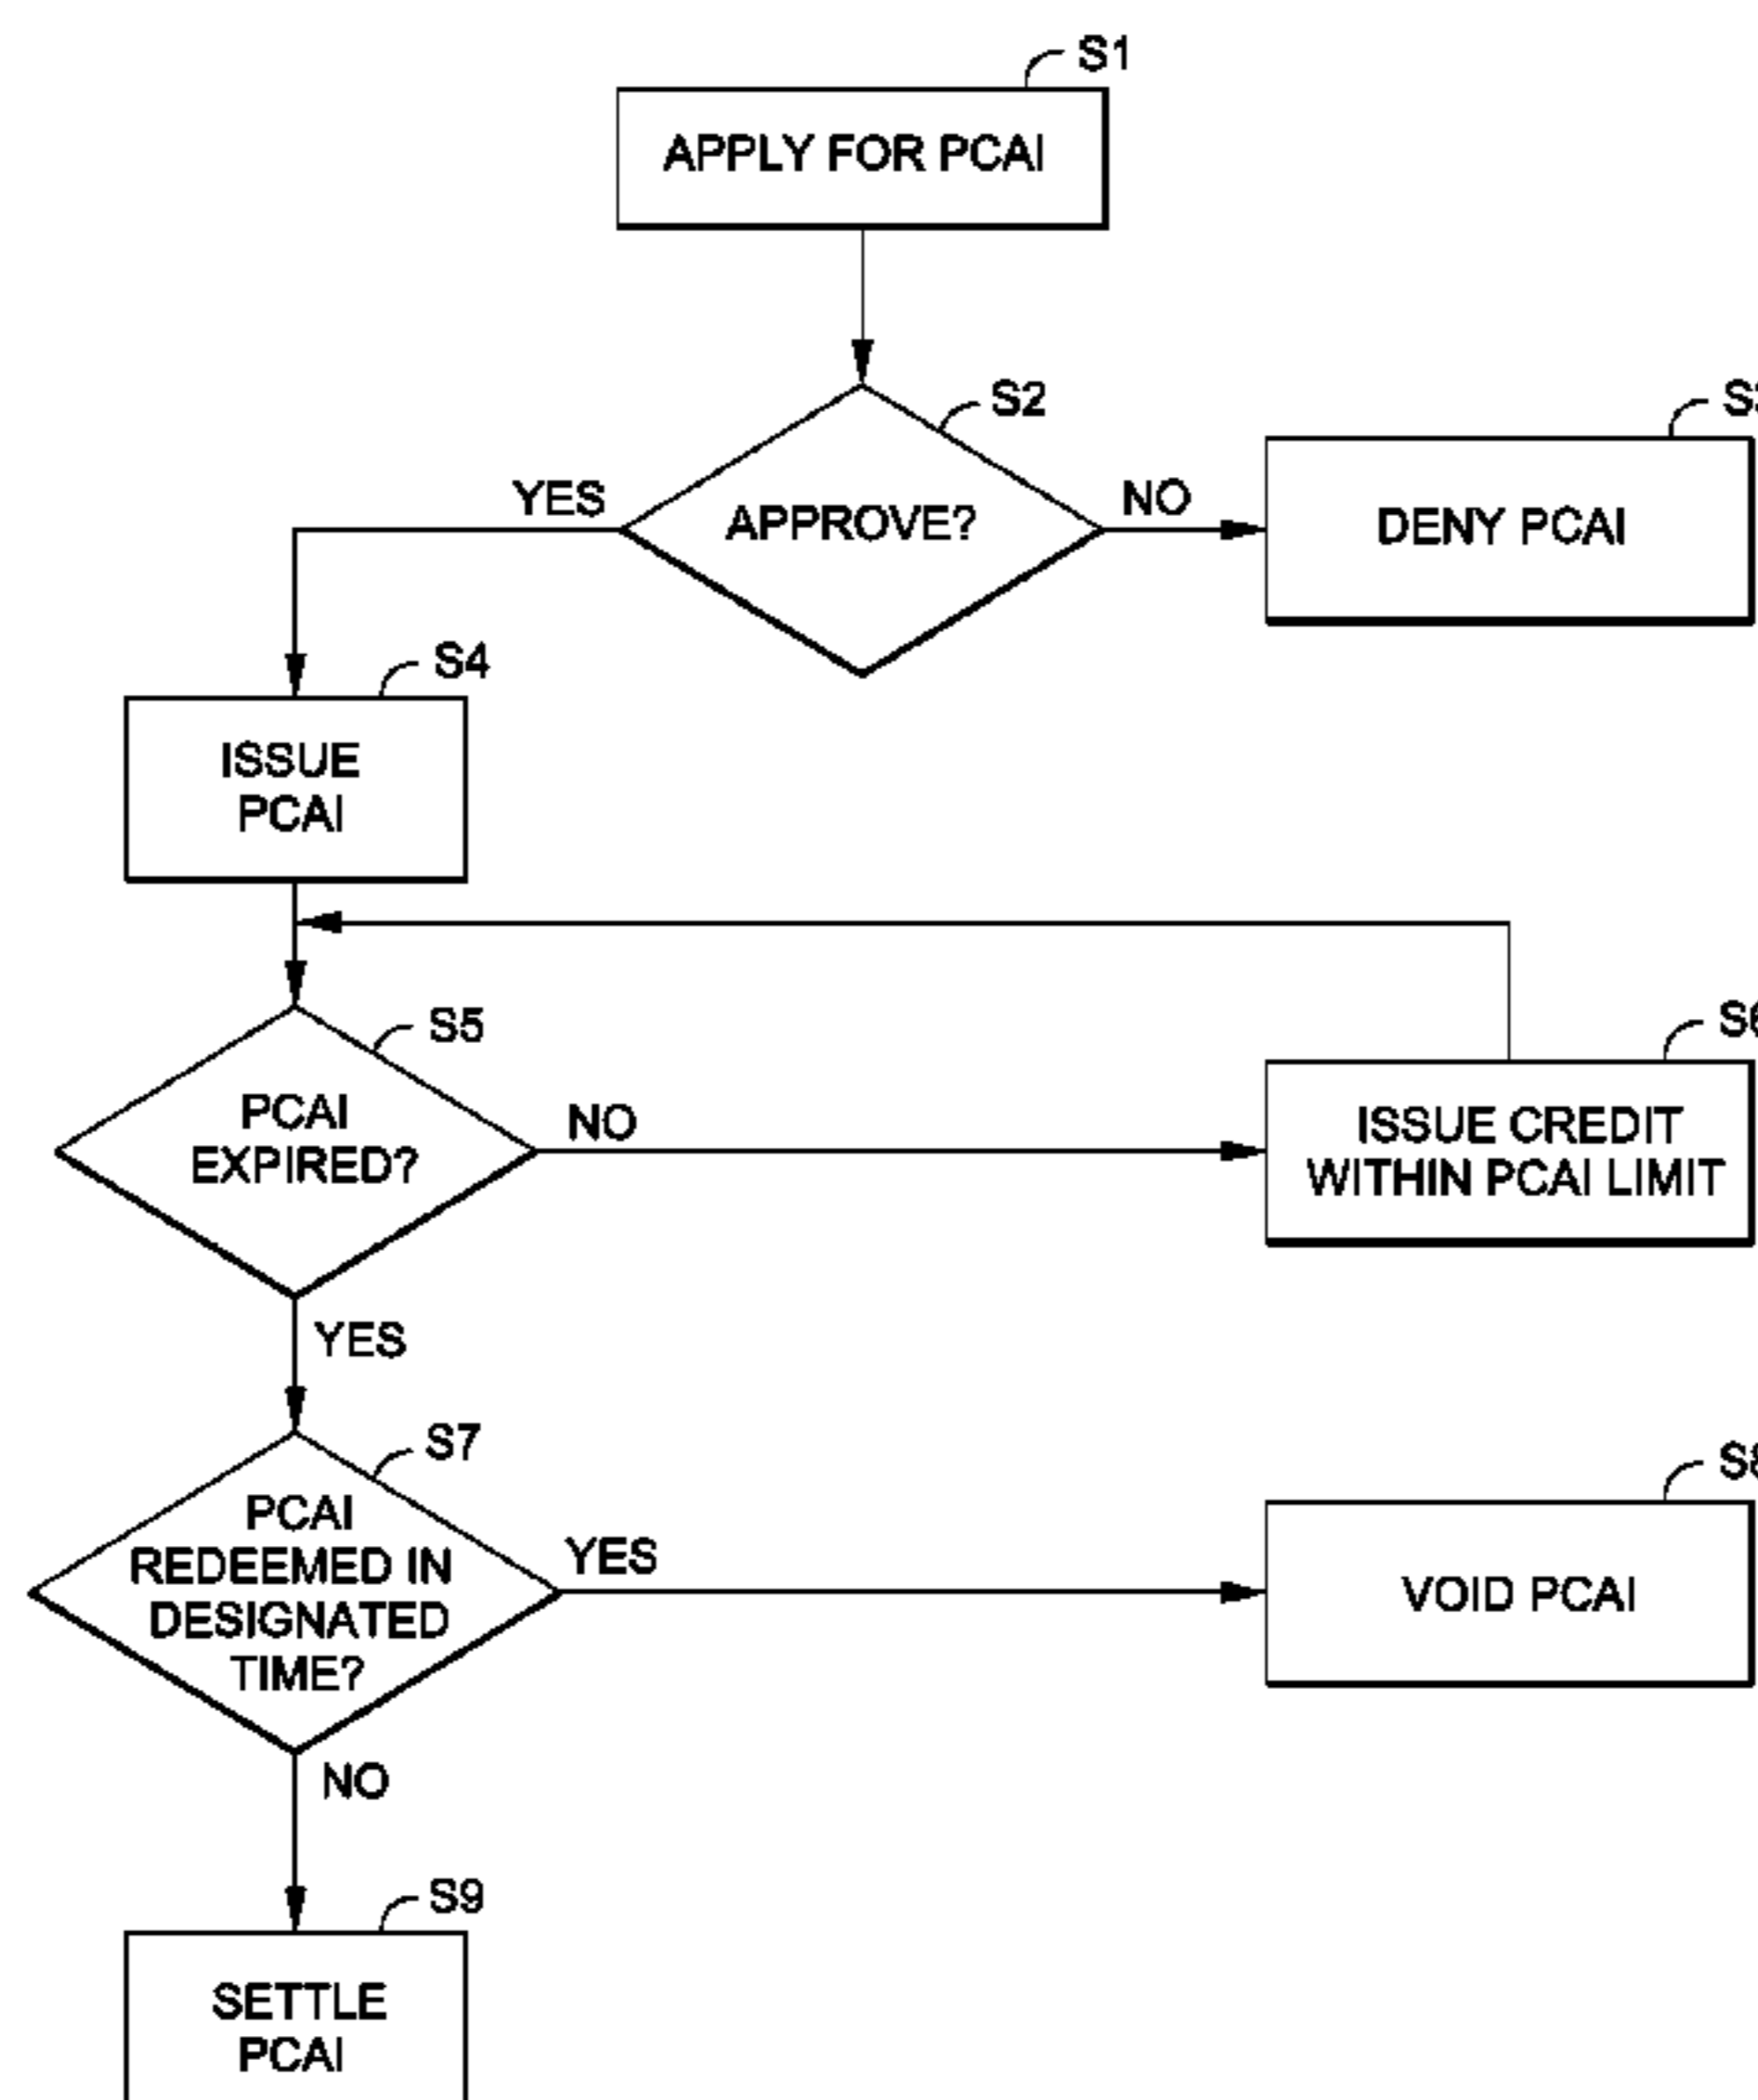 S1
APPLY FOR PCAI
S2
YES
APPROVE?
NO
DENY PCAI
S4
ISSUE
PCAI
S5
PCAI
EXPIRED?
NO
ISSUE CREDIT
WITHIN PCAI LIMIT
YES
S7
PCAI
REDEEMED IN
DESIGNATED
TIME?
YES
VOID PCAI
NO
S9
SETTLE
PCAI